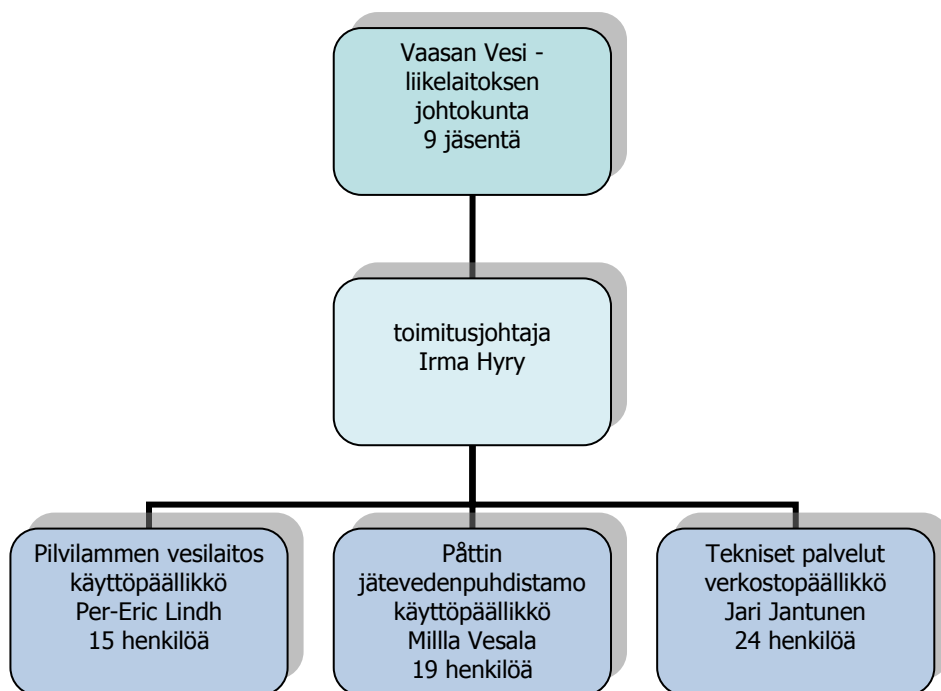 Vaasan Vesi -
liikelaitoksen
johtokunta
9 jäsentä
toimitusjohtaja
Irma Hyry
Pilvilammen vesilaitos
käyttöpäällikkö
Per-Eric Lindh
15 henkilöä
Påttin
jätevedenpuhdistamo
käyttöpäällikkö
Millla Vesala
19 henkilöä
Tekniset palvelut
verkostopäällikkö
Jari Jantunen
24 henkilöä